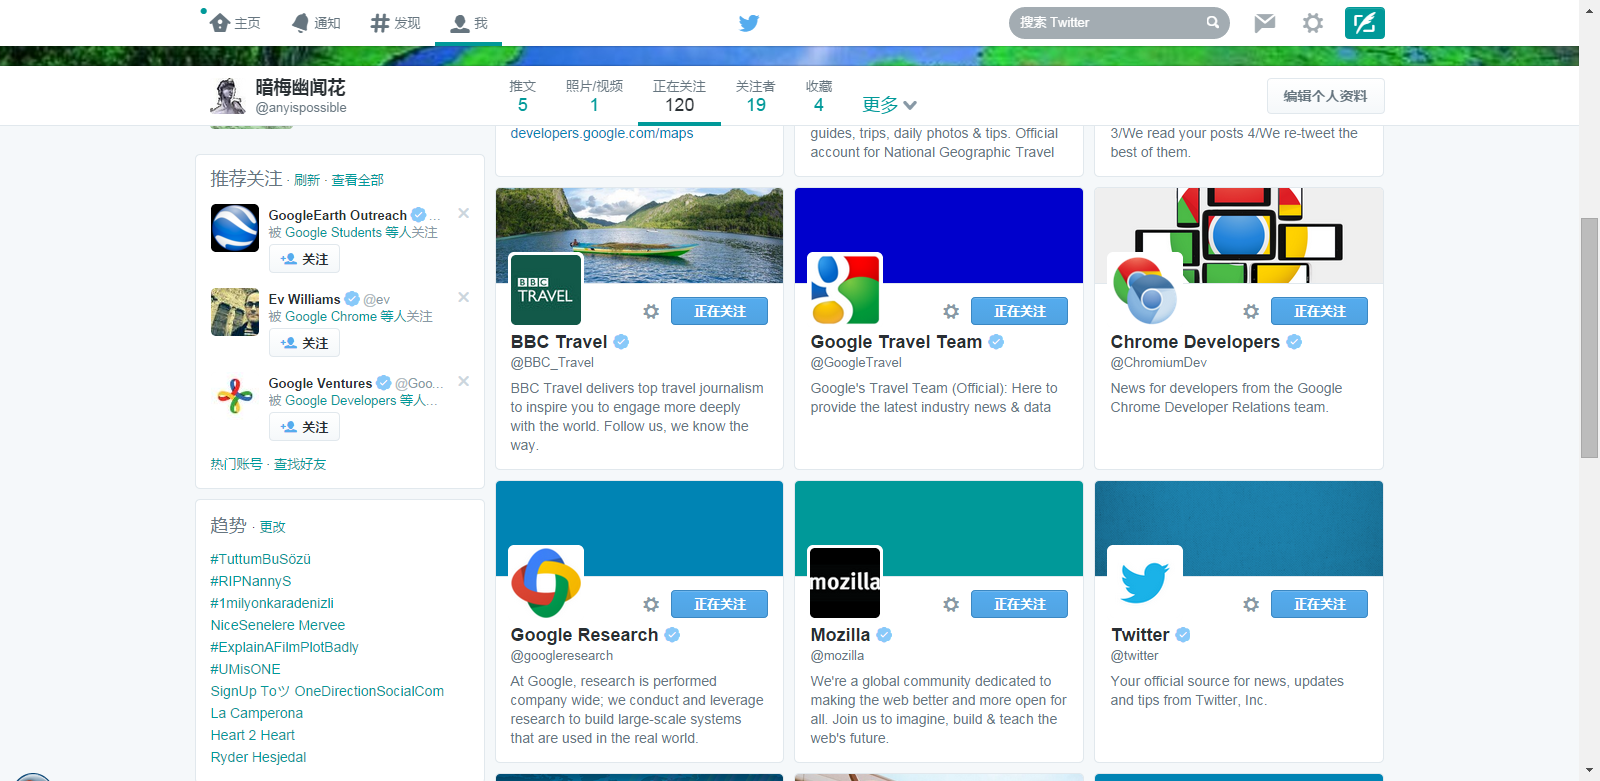 主页
通知
发现
我
搜索 Twitter
暗梅幽闻花
@anyispossible
推文
5
照片/视频
1
正在关注
120
关注者
19
收藏
4
更多
编辑个人资料
developers.google.com/maps
guides, trips, daily photos & tips. Official
account for National Geographic Travel
3/We read your posts 4/We re-tweet the
best of them.
推荐关注 · 刷新 · 查看全部
GoogleEarth Outreach ...
被 Google Students 等人关注
关注
Ev Williams @ev
被 Google Chrome 等人关注
关注
Google Ventures @Goo...
被 Google Developers 等人...
关注
热门账号 · 查找好友
趋势 · 更改
#TuttumBuSözü
#RIPNannyS
#1milyonkaradenizli
NiceSenelere Mervee
#ExplainAFilmPlotBadly
#UMisONE
SignUp Toツ OneDirectionSocialCom
La Camperona
Heart 2 Heart
Ryder Hesjedal
BBC
TRAVEL
正在关注
BBC Travel
@BBC_Travel
BBC Travel delivers top travel journalism
to inspire you to engage more deeply
with the world. Follow us, we know the
way.
正在关注
Google Travel Team
@GoogleTravel
Google's Travel Team (Official): Here to
provide the latest industry news & data
正在关注
Chrome Developers
@ChromiumDev
News for developers from the Google
Chrome Developer Relations team.
正在关注
Google Research
@googleresearch
At Google, research is performed
company wide; we conduct and leverage
research to build large-scale systems
that are used in the real world.
mozilla
正在关注
Mozilla
@mozilla
We're a global community dedicated to
making the web better and more open for
all. Join us to imagine, build & teach the
web's future.
正在关注
Twitter
@twitter
Your official source for news, updates
and tips from Twitter, Inc.